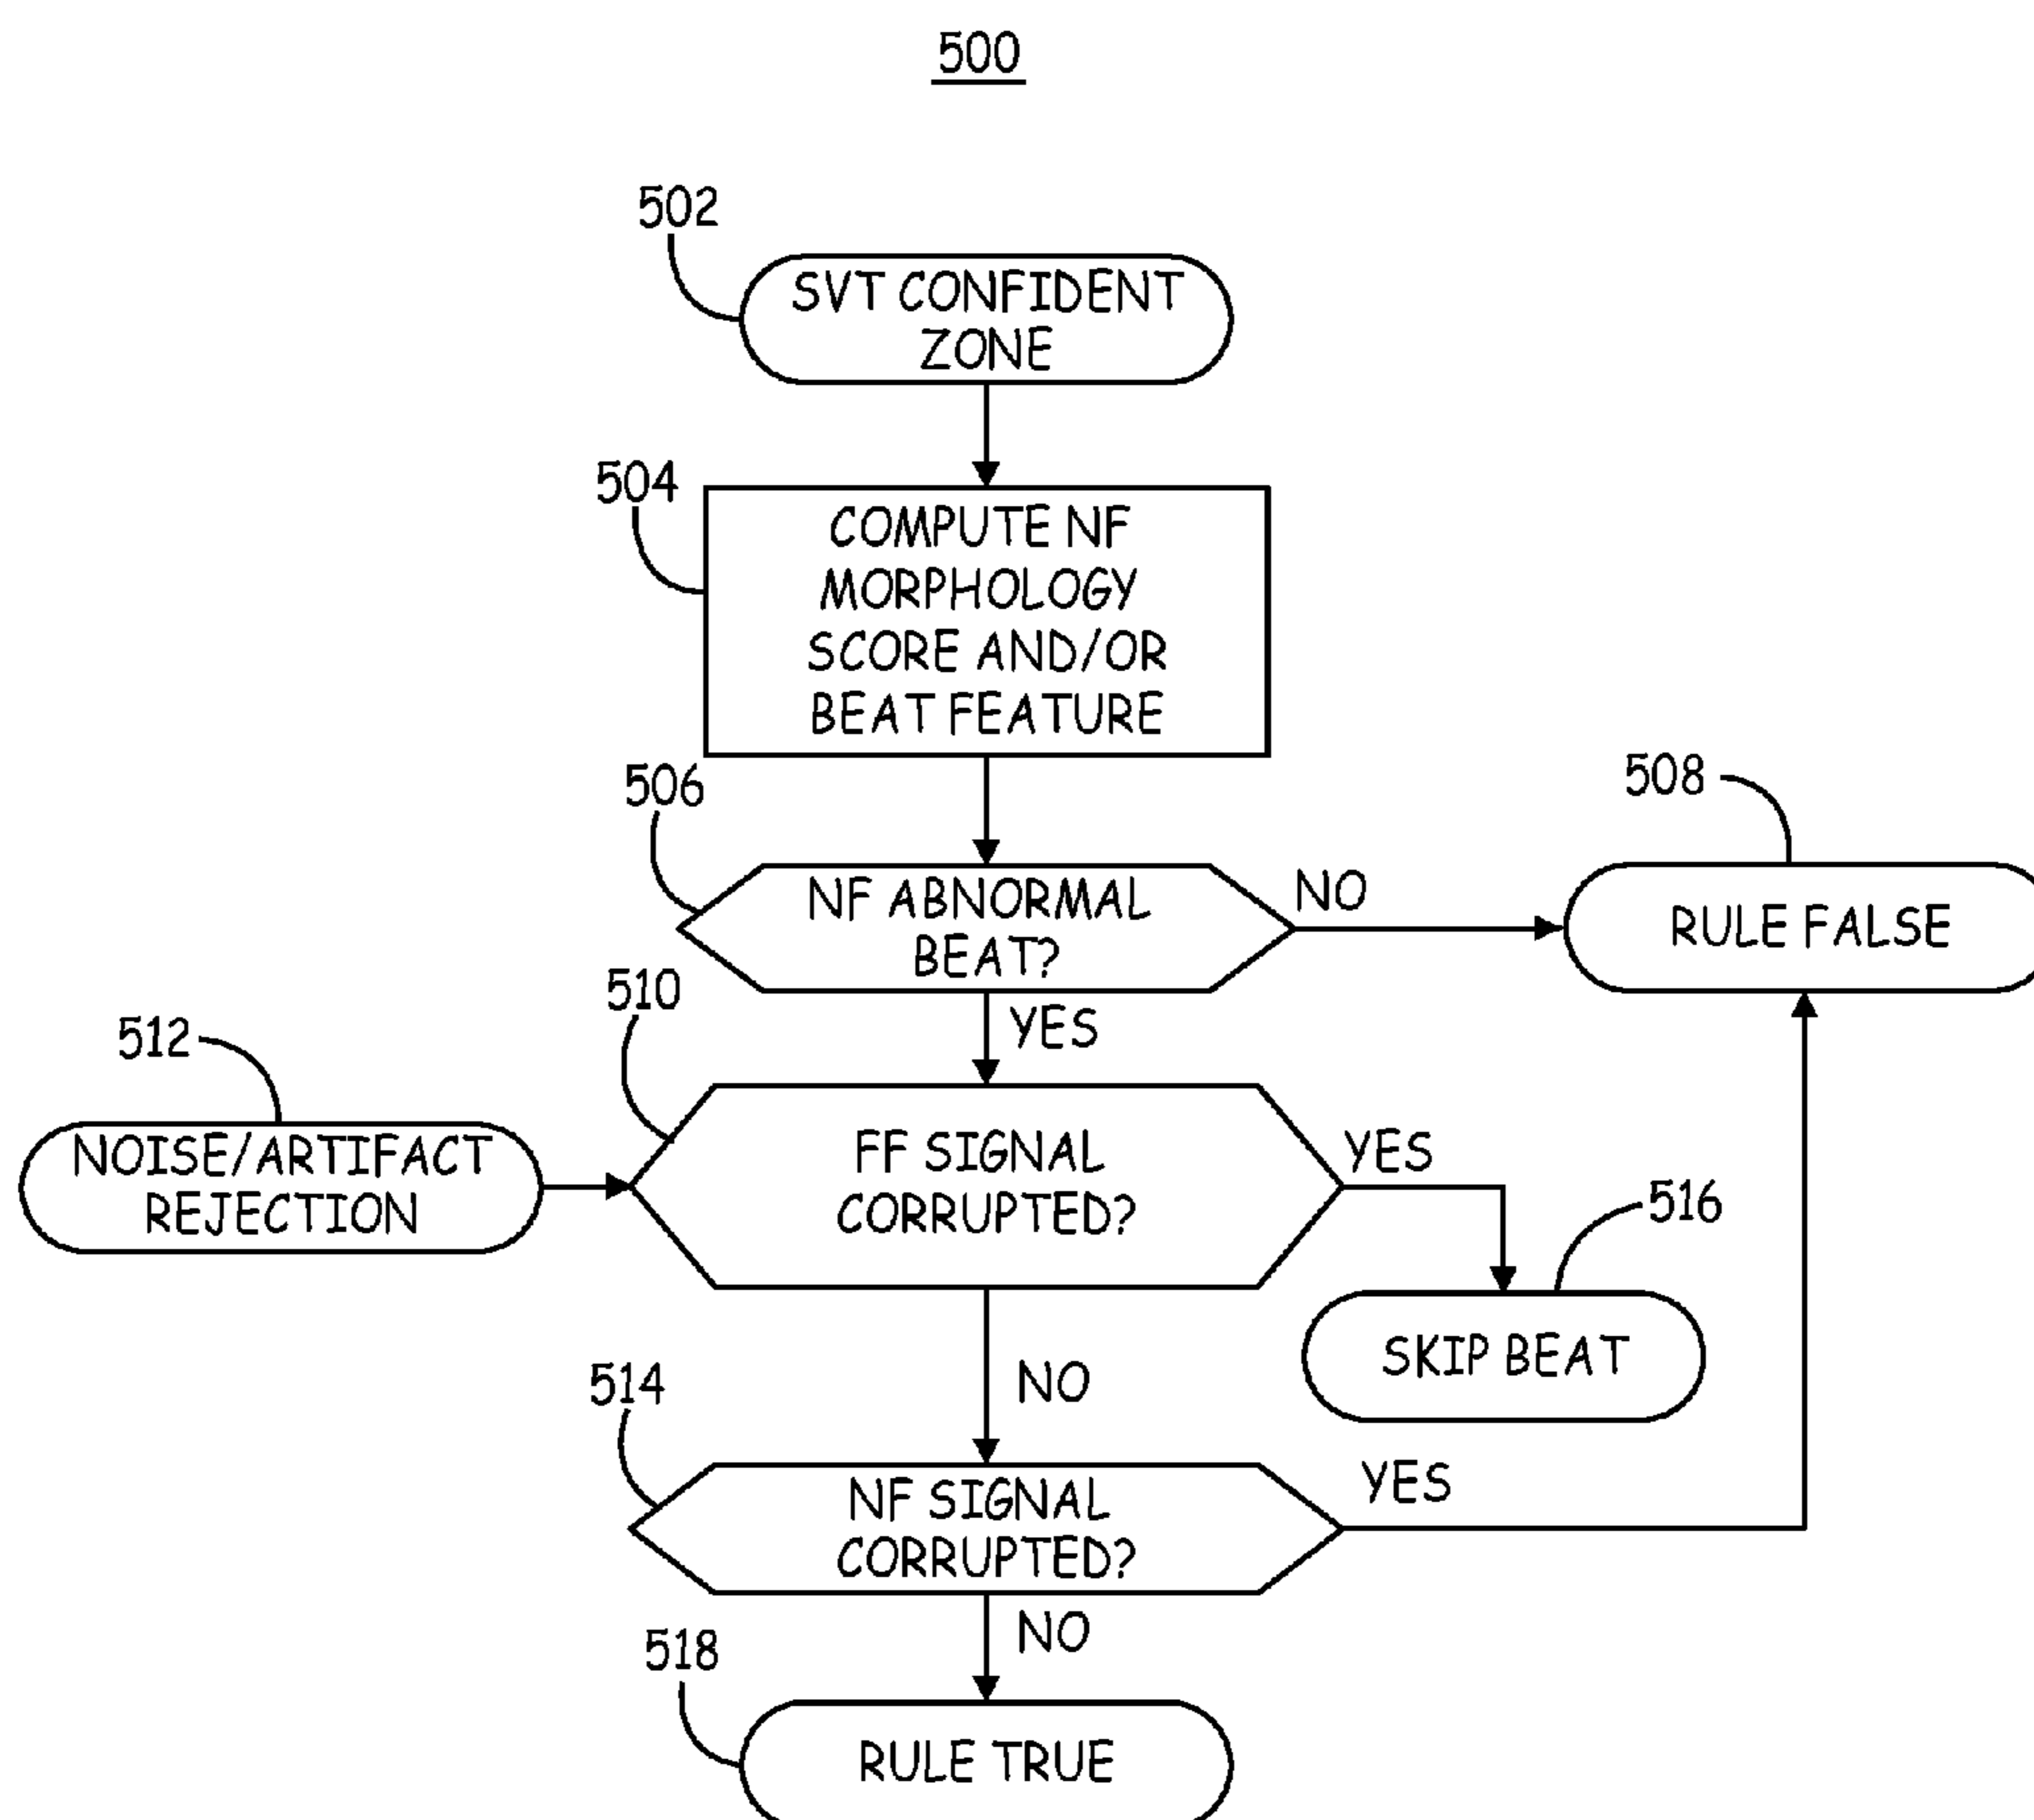 500
502
SVT CONFIDENT
ZONE
504
COMPUTE NF
MORPHOLOGY
SCORE AND/OR
BEAT FEATURE
506
508
NF ABNORMAL
BEAT?
NO
RULE FALSE
510
YES
512
NOISE/ARTIFACT
REJECTION
FF SIGNAL
CORRUPTED?
YES
516
SKIP BEAT
NO
514
NF SIGNAL
CORRUPTED?
YES
NO
518
RULE TRUE